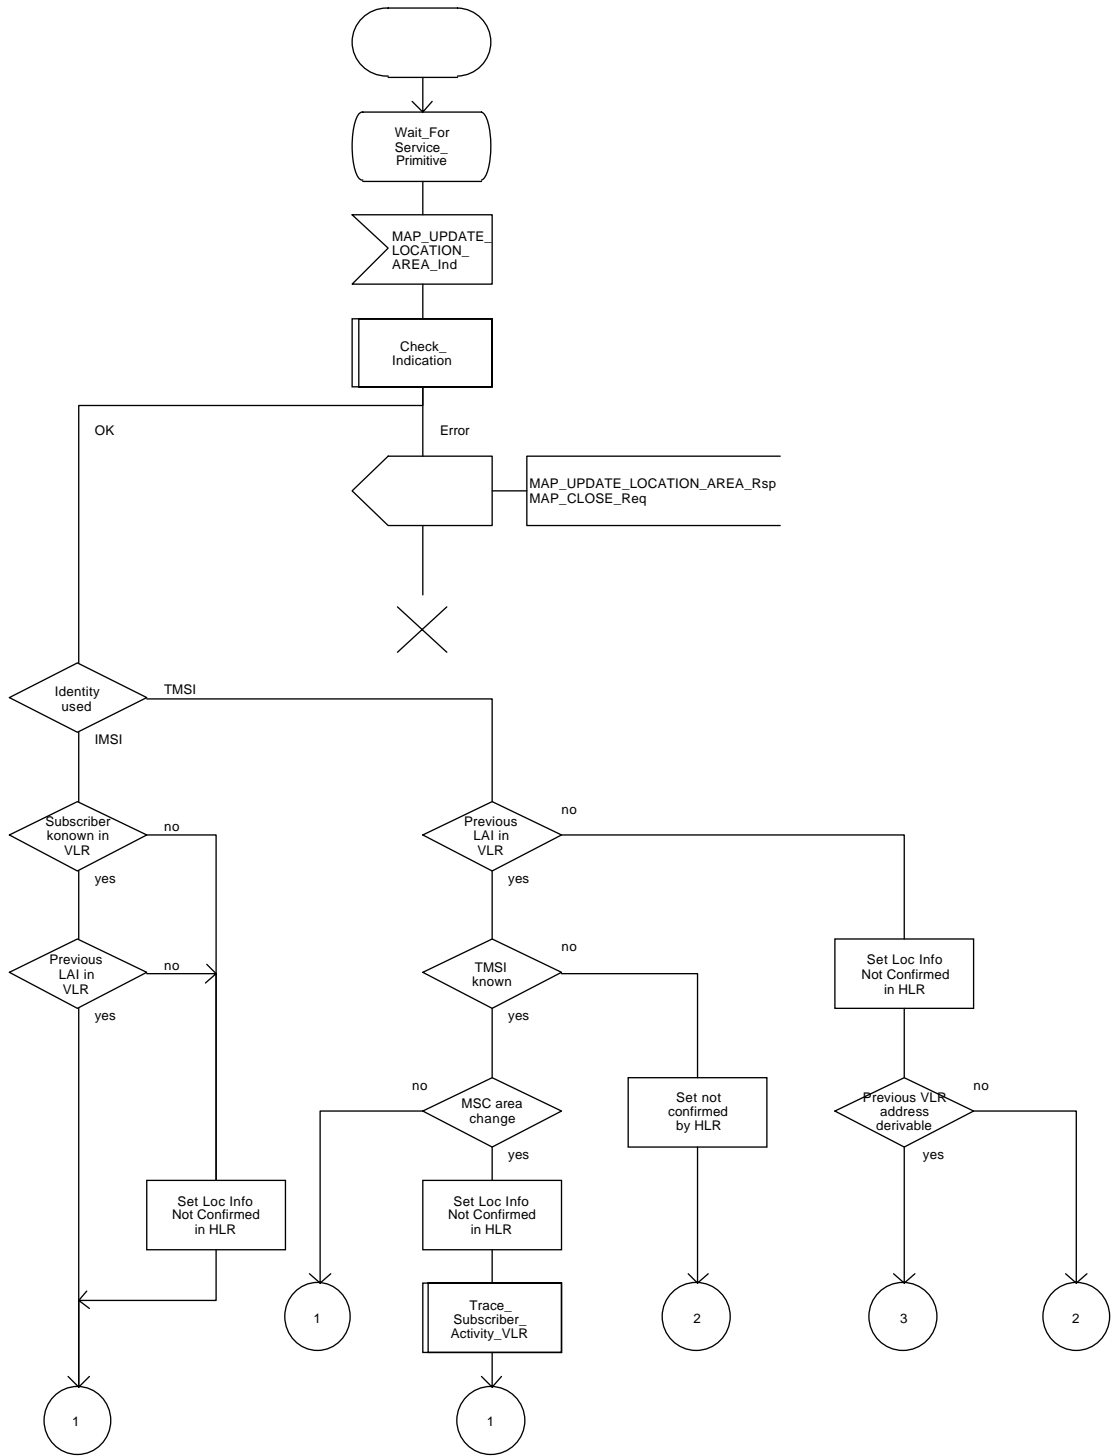 Wait_For
Service_
Primitive
MAP_UPDATE_
LOCATION_
AREA_Ind
Check_
Indication
OK
Error
MAP_UPDATE_LOCATION_AREA_Rsp
MAP_CLOSE_Req
Identity
used
TMSI
IMSI
Subscriber
konown in
VLR
no
yes
Previous
LAI in
VLR
no
yes
Previous
LAI in
VLR
no
yes
TMSI
known
no
yes
Set Loc Info
Not Confirmed
in HLR
no
MSC area
change
yes
Set not
confirmed
by HLR
Previous VLR
address
derivable
no
yes
Set Loc Info
Not Confirmed
in HLR
Set Loc Info
Not Confirmed
in HLR
1
Trace_
Subscriber_
Activity_VLR
2
3
2
1
1